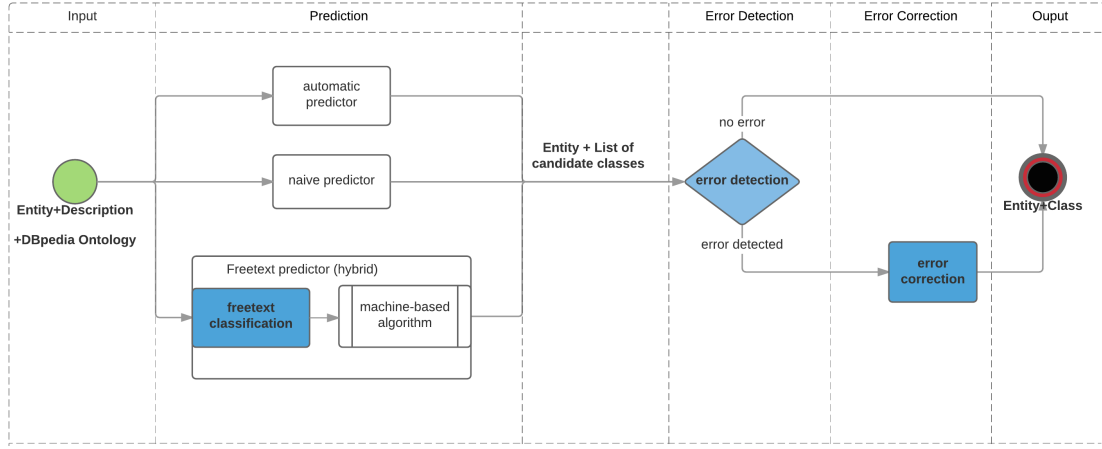 Input
Prediction
Error Detection
Error Correction
Ouput
automatic
predictor
no error
Entity + List of
candidate classes
naive predictor
error detection
Entity+Description
Entity+Class
+DBpedia Ontology
error detected
Freetext predictor (hybrid)
freetext
classification
machine-based
algorithm
error
correction